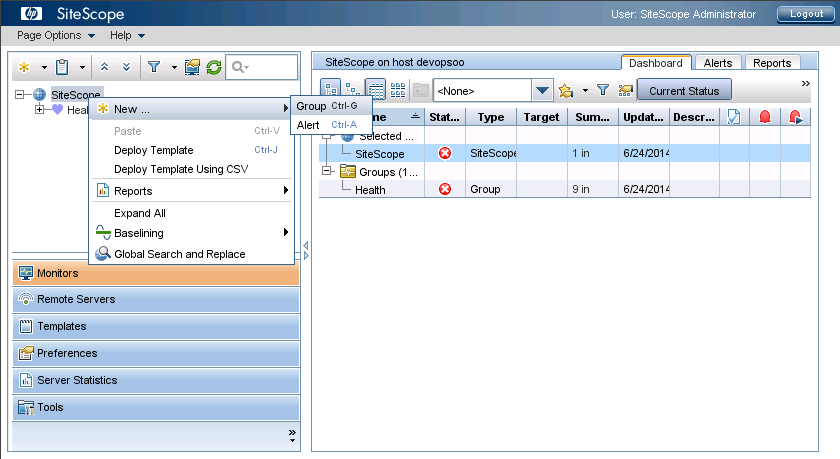 hp SiteScope
User: SiteScope Administrator
Logout
Page Options Help
SiteScope on host devopsoo
Dashboard Alerts Reports
<None>
Current Status
SiteScope
Heal
New ...
Paste Ctrl-V
Deploy Template Ctrl-J
Deploy Template Using CSV
Reports
Expand All
Baselining
Global Search and Replace
Group Ctrl-G
Alert Ctrl-A
me Stat... Type Target Sum... Updat... Descr...
Selected ...
SiteScope SiteScope 1 in 6/24/2014
Groups (1...
Health Group 9 in 6/24/2014
Monitors
Remote Servers
Templates
Preferences
Server Statistics
Tools